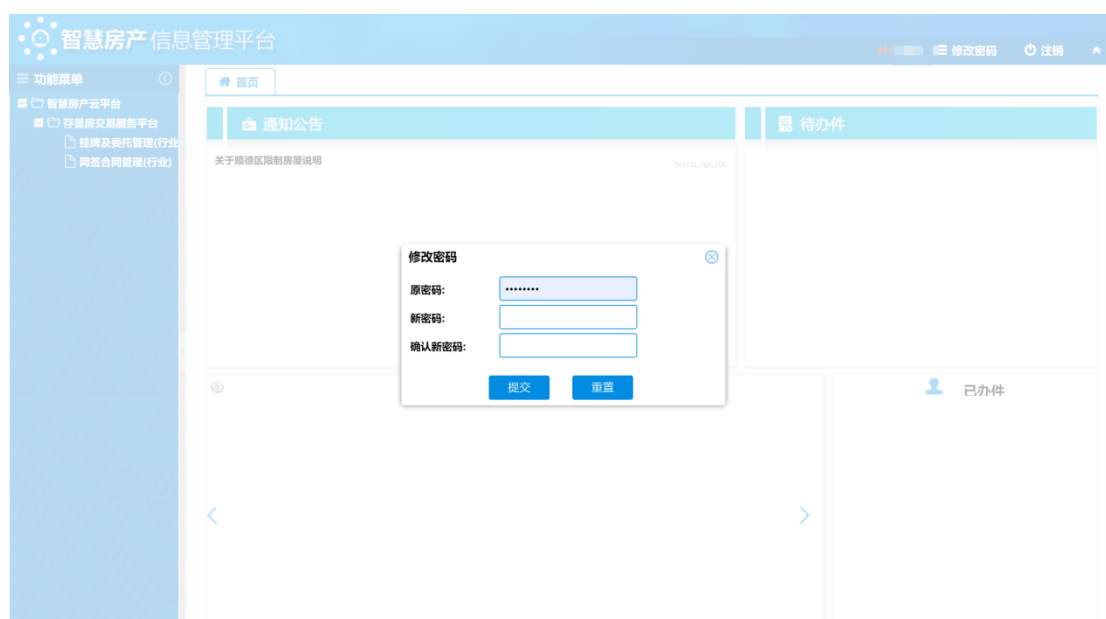 智慧房产信息管理平台
修改密码 注销
功能菜单
首页
智慧房产云平台
存量房交易服务平台
挂牌及委托管理(行业
网签合同管理(行业)
通知公告
待办件
关于顺德区限制房屋说明
2019-08-05
修改密码
原密码: ••••••••
新密码:
确认新密码:
提交 重置
已办件